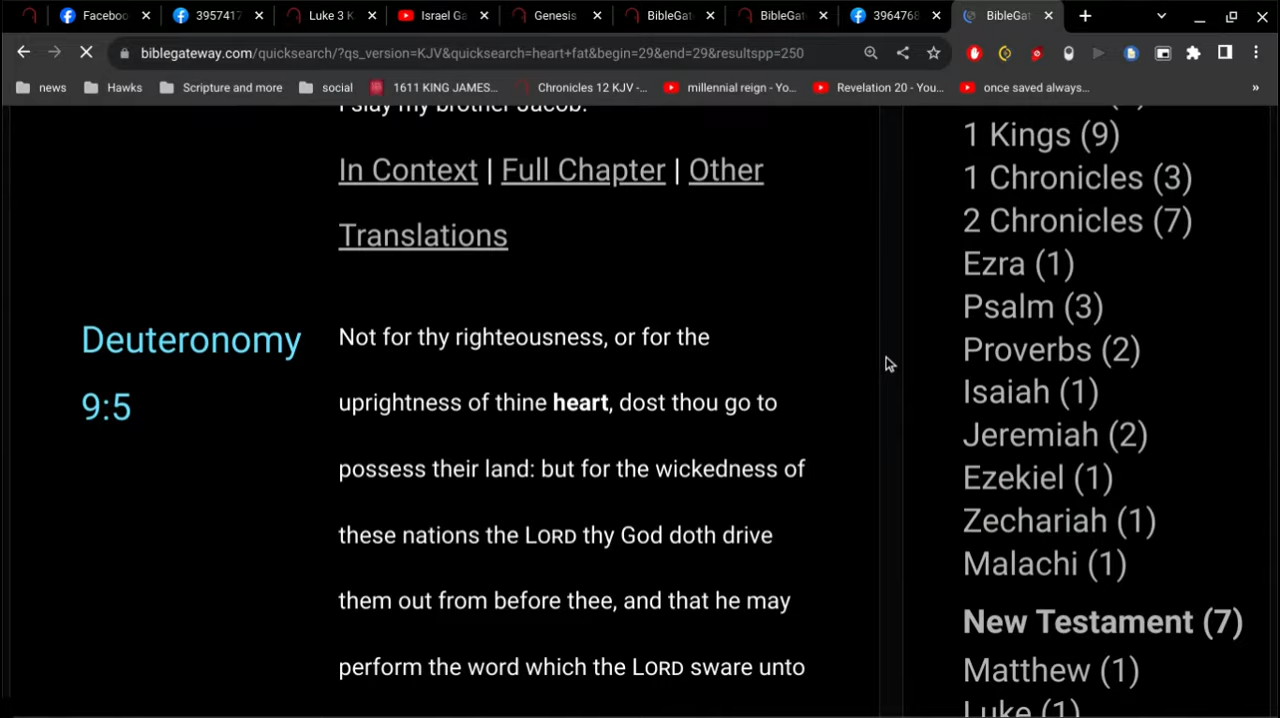 Facebo
3957417
Luke 3 K
Israel Ga
Genesis
BibleGat
BibleGat
3964768
BibleGat
biblegateway.com/quicksearch/?qs_version=KJV&quicksearch=heart+fat&begin=29&end=29&resultspp=250
news
Hawks
Scripture and more
social
1611 KING JAMES...
Chronicles 12 KJV -...
millennial reign - Yo...
Revelation 20 - You...
once saved always...
»
I slay my brother Jacob.
In Context | Full Chapter | Other
Translations
Deuteronomy
9:5
Not for thy righteousness, or for the
uprightness of thine heart, dost thou go to
possess their land: but for the wickedness of
these nations the LORD thy God doth drive
them out from before thee, and that he may
perform the word which the LORD sware unto
1 Kings (9)
1 Chronicles (3)
2 Chronicles (7)
Ezra (1)
Psalm (3)
Proverbs (2)
Isaiah (1)
Jeremiah (2)
Ezekiel (1)
Zechariah (1)
Malachi (1)
New Testament (7)
Matthew (1)
Luke (1)